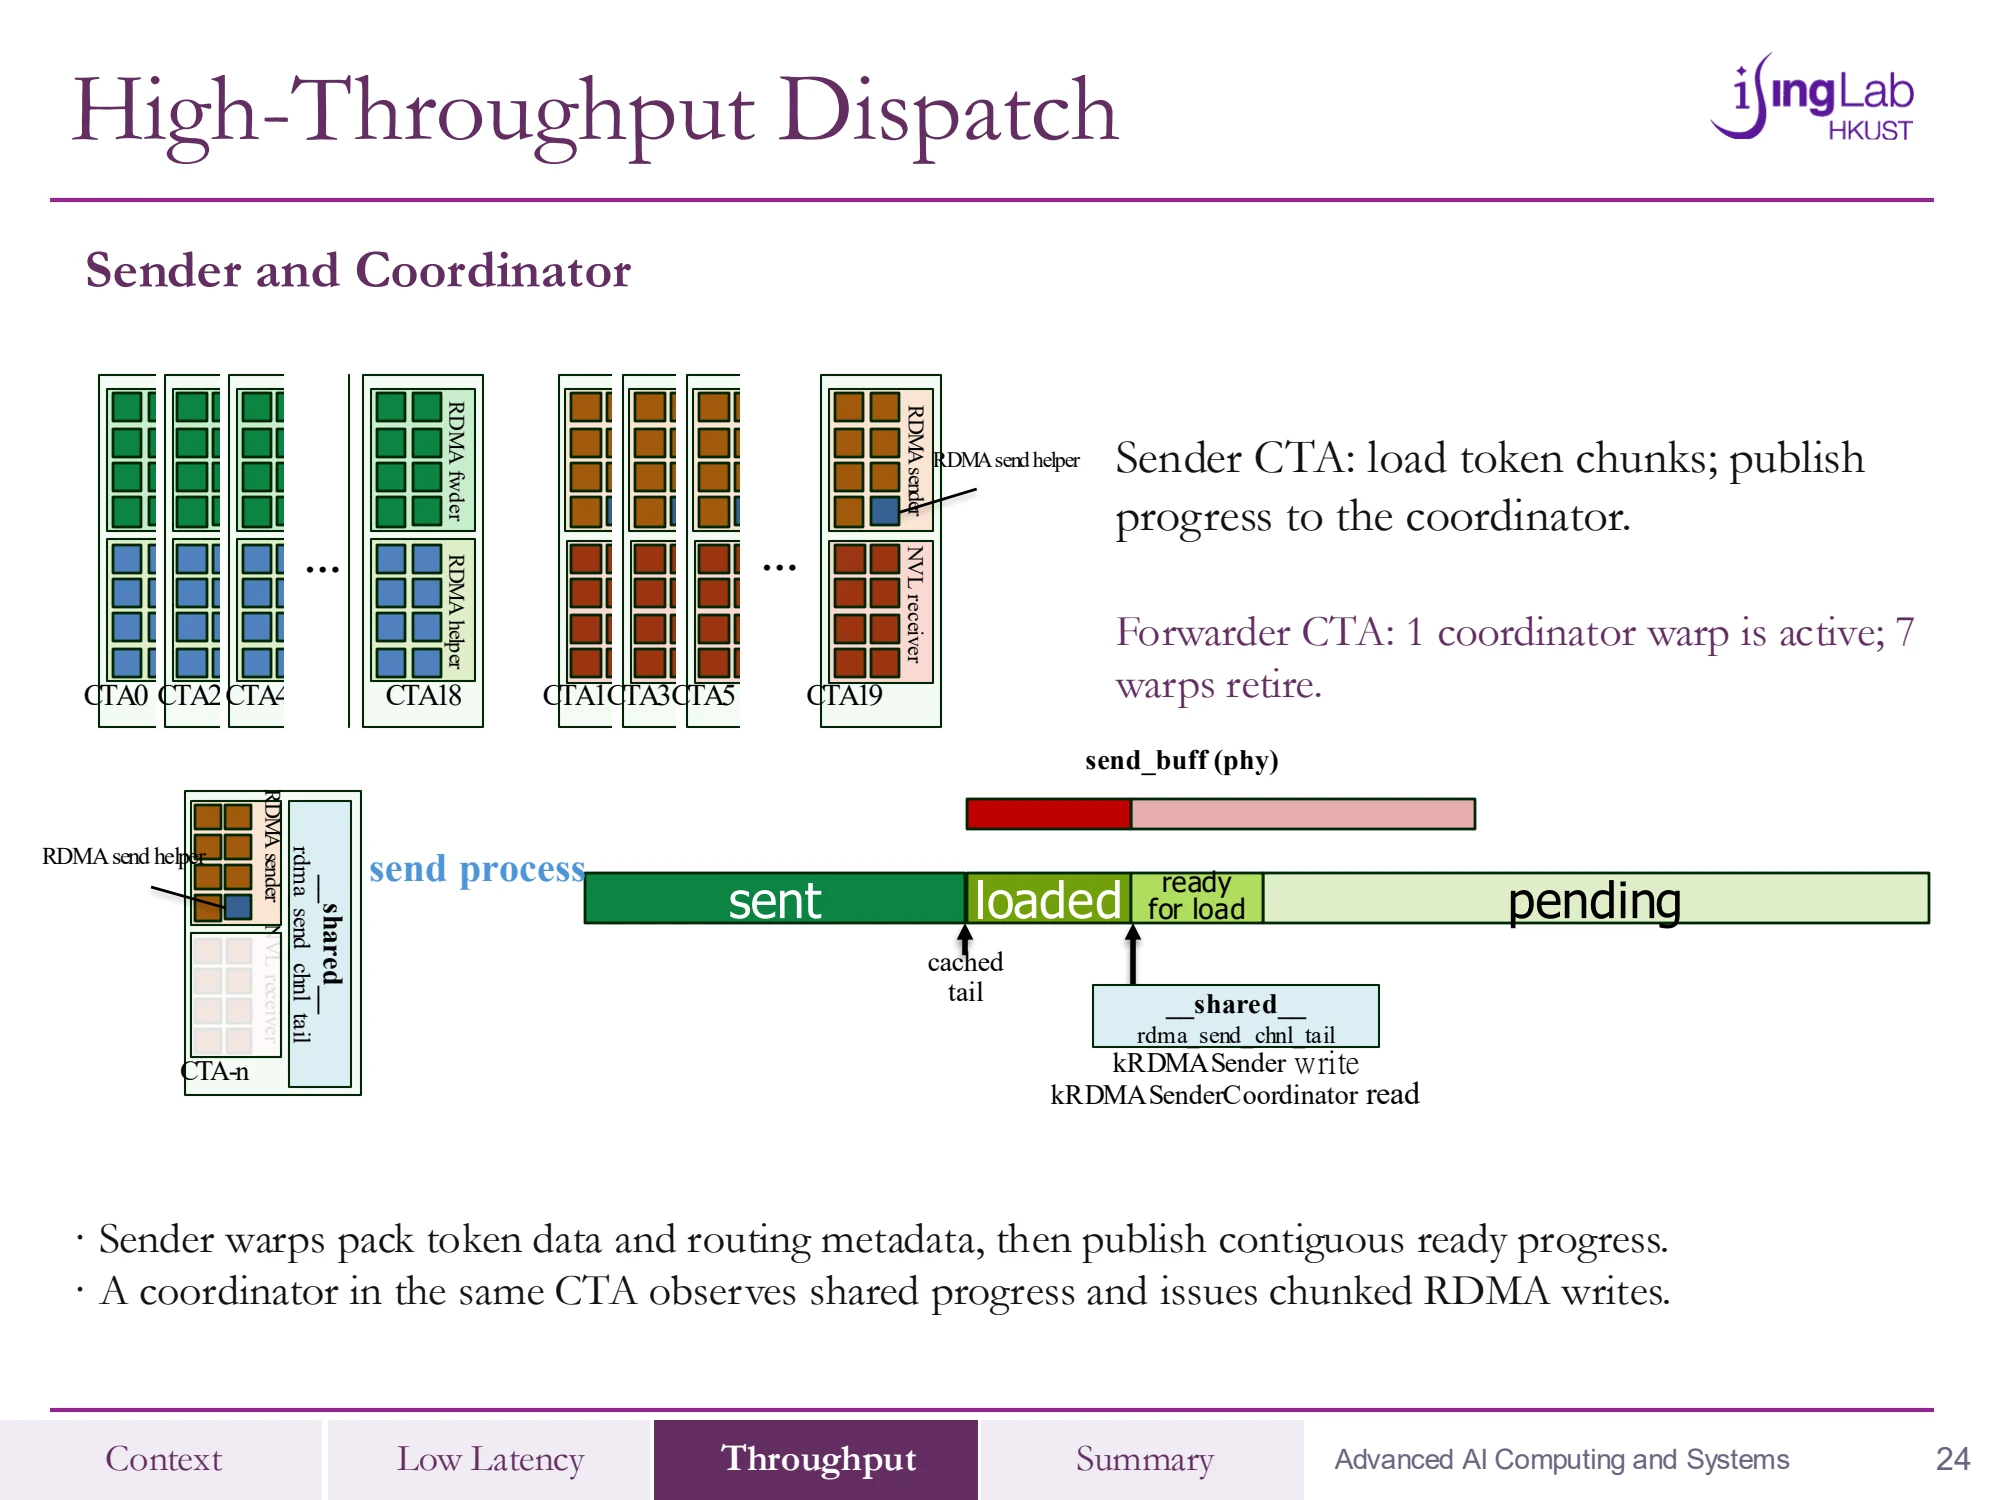 High-Throughput Dispatch
iSingLab
HKUST
Sender and Coordinator
RDMA fwder
RDMA helper
CTA0
CTA2
CTA4
...
CTA18
RDMA sender
NVL receiver
RDMA send helper
CTA1
CTA3
CTA5
...
CTA19
Sender CTA: load token chunks; publish
progress to the coordinator.
Forwarder CTA: 1 coordinator warp is active; 7
warps retire.
RDMA send helper
RDMA sender
NVL receiver
__shared__
rdma_send_chnl_tail
CTA-n
send process
send_buff (phy)
sent
loaded
ready
for load
pending
cached
tail
__shared__
rdma_send_chnl_tail
kRDMASender write
kRDMASenderCoordinator read
· Sender warps pack token data and routing metadata, then publish contiguous ready progress.
· A coordinator in the same CTA observes shared progress and issues chunked RDMA writes.
Context
Low Latency
Throughput
Summary
Advanced AI Computing and Systems
24